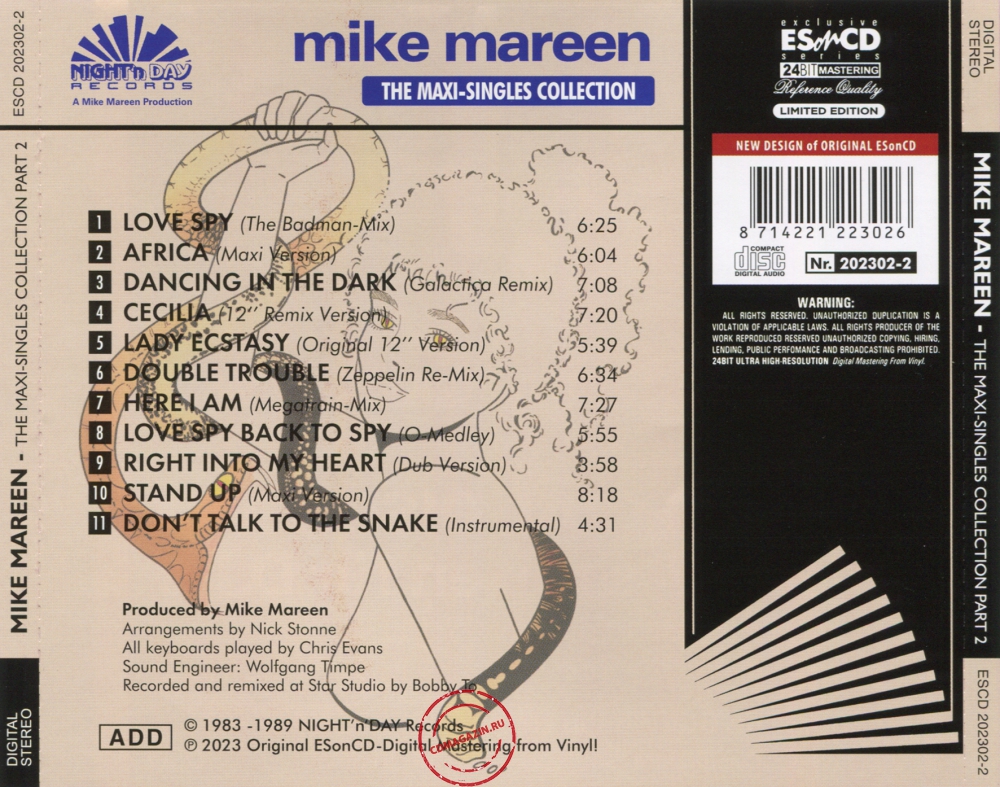 ESCD 202302-2
MIKE MAREEN - THE MAXI-SINGLES COLLECTION PART 2
DIGITAL
STEREO
NIGHT'n DAY
RECORDS
A Mike Mareen Production
mike mareen
THE MAXI-SINGLES COLLECTION
1 LOVE SPY (The Badman-Mix) 6:25
2 AFRICA (Maxi Version) 6:04
3 DANCING IN THE DARK (Galactica Remix) 7:08
4 CECILIA (12'' Remix Version) 7:20
5 LADY ECSTASY (Original 12'' Version) 5:39
6 DOUBLE TROUBLE (Zeppelin Re-Mix) 6:34
7 HERE I AM (Megatrain-Mix) 7:27
8 LOVE SPY BACK TO SPY (O-Medley) 5:55
9 RIGHT INTO MY HEART (Dub Version) 3:58
10 STAND UP (Maxi Version) 8:18
11 DON'T TALK TO THE SNAKE (Instrumental) 4:31
Produced by Mike Mareen
Arrangements by Nick Stonne
All keyboards played by Chris Evans
Sound Engineer: Wolfgang Timpe
Recorded and remixed at Star Studio by Bobby To
ADD
© 1983 -1989 NIGHT'n'DAY Records
℗ 2023 Original ESonCD-Digital Mastering from Vinyl!
CDMAGAZIN.RU
exclusive
ESonCD
series
24BIT MASTERING
Reference Quality
LIMITED EDITION
NEW DESIGN of ORIGINAL ESonCD
8 714221 223026
COMPACT
disc
DIGITAL AUDIO
Nr. 202302-2
WARNING:
ALL RIGHTS RESERVED. UNAUTHORIZED DUPLICATION IS A
VIOLATION OF APPLICABLE LAWS. ALL RIGHTS PRODUCER OF THE
WORK REPRODUCED RESERVED UNAUTHORIZED COPYING, HIRING,
LENDING, PUBLIC PERFOMANCE AND BROADCASTING PROHIBITED.
24BIT ULTRA HIGH-RESOLUTION Digital Mastering From Vinyl.
DIGITAL
STEREO
MIKE MAREEN - THE MAXI-SINGLES COLLECTION PART 2
ESCD 202302-2